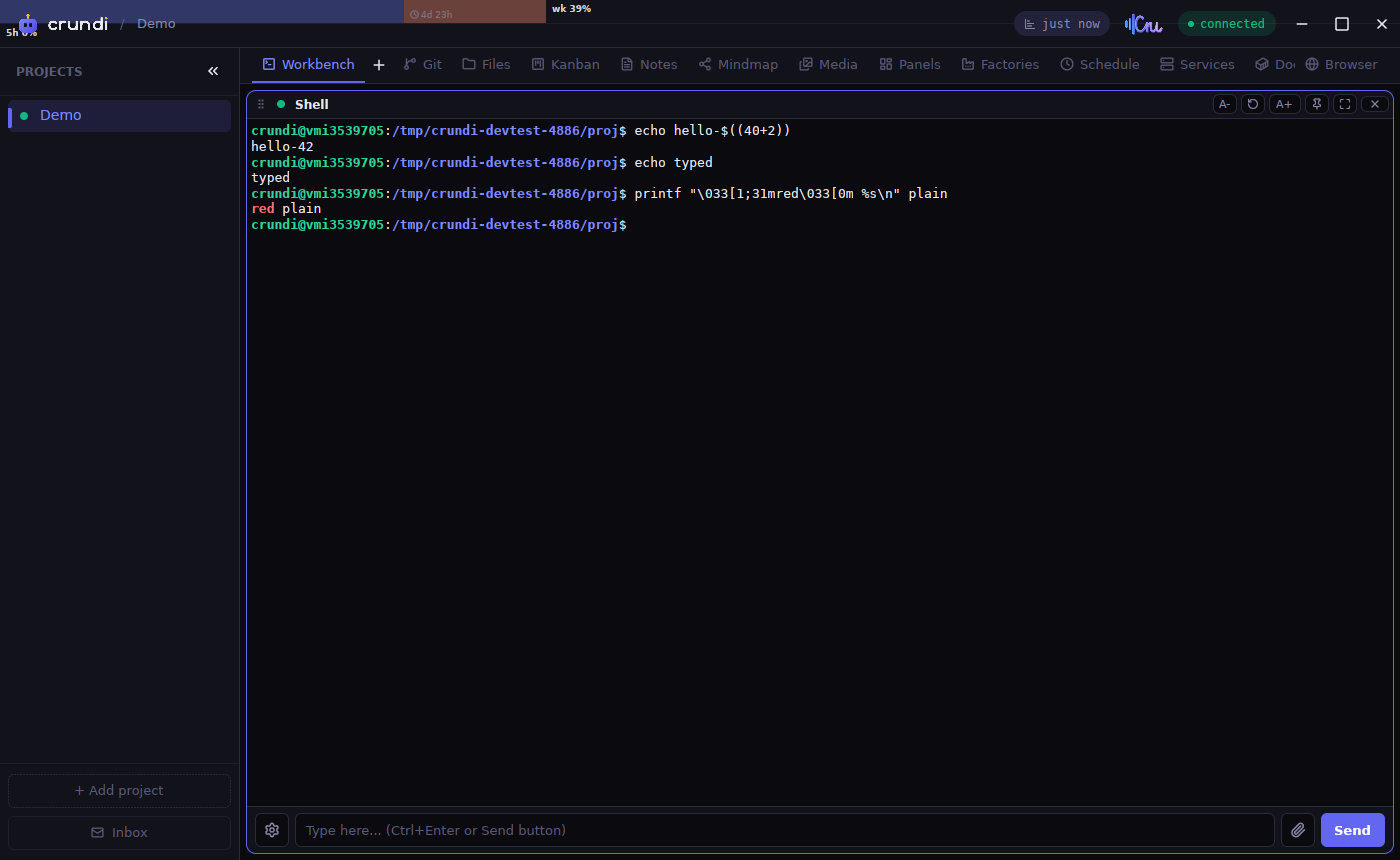 4d 23h
wk 39%
crundi / Demo
just now
Cru
connected
PROJECTS
Workbench
Git
Files
Kanban
Notes
Mindmap
Media
Panels
Factories
Schedule
Services
Browser
Demo
Shell
A-
A+
crundi@vmi3539705:/tmp/crundi-devtest-4886/proj$ echo hello-$((40+2))
hello-42
crundi@vmi3539705:/tmp/crundi-devtest-4886/proj$ echo typed
typed
crundi@vmi3539705:/tmp/crundi-devtest-4886/proj$ printf "\033[1;31mred\033[0m %s\n" plain
red plain
crundi@vmi3539705:/tmp/crundi-devtest-4886/proj$
+ Add project
Inbox
Type here... (Ctrl+Enter or Send button)
Send